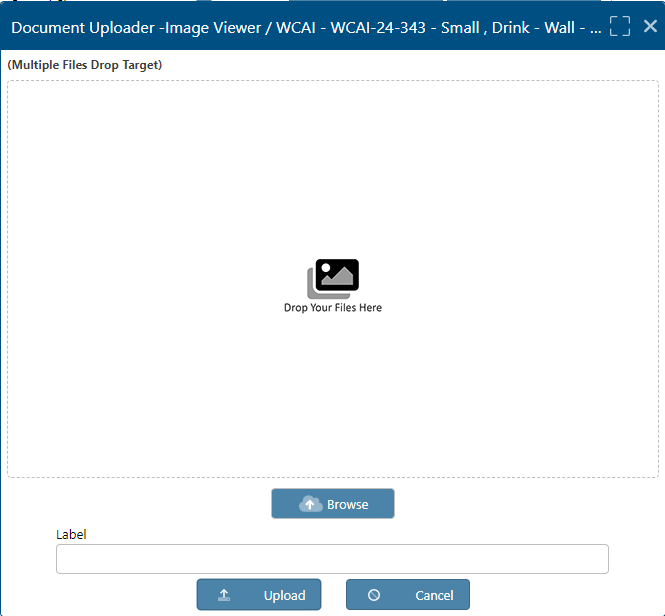 Document Uploader -Image Viewer / WCAI - WCAI-24-343 - Small , Drink - Wall - ...
(Multiple Files Drop Target)
Drop Your Files Here
Browse
Label
Upload Cancel